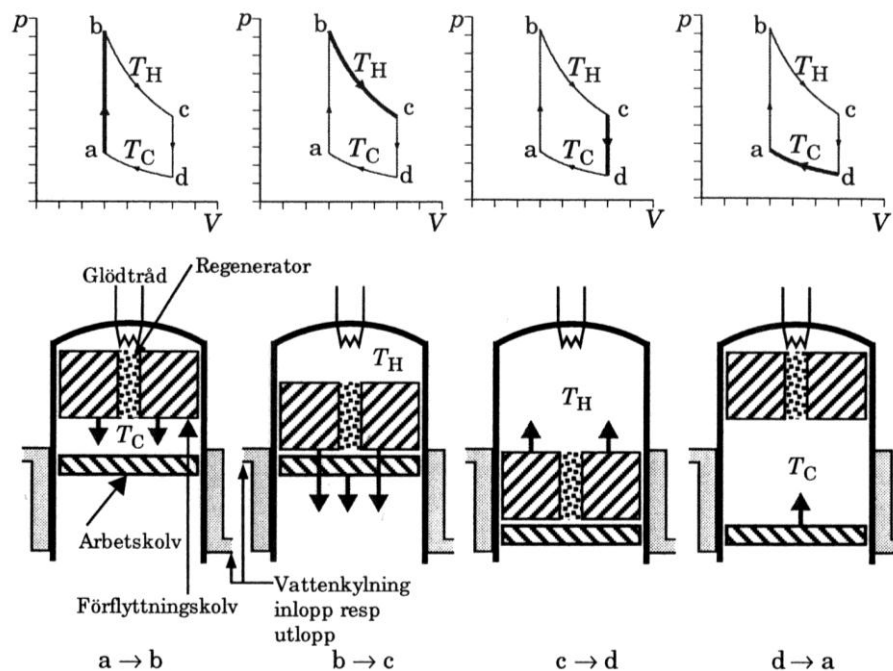 p b T_H c a T_C d V
p b T_H c a T_C d V
p b T_H c a T_C d V
p b T_H c a T_C d V
Glödtråd
Regenerator
T_H
T_H
T_C
T_C
Arbetskolv
Förflyttningskolv
Vattenkylning
inlopp resp
utlopp
a → b
b → c
c → d
d → a